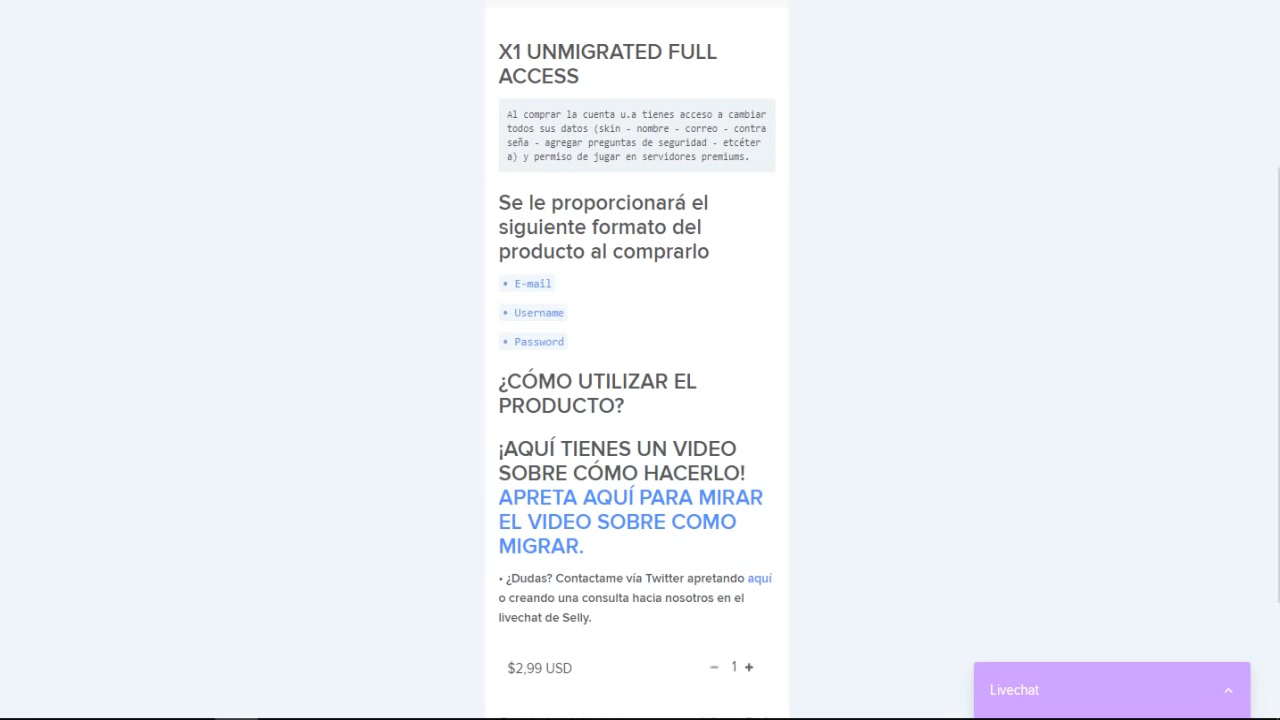 X1 UNMIGRATED FULL
ACCESS
Al comprar la cuenta u.a tienes acceso a cambiar
todos sus datos (skin - nombre - correo - contra
seña - agregar preguntas de seguridad - etcéter
a) y permiso de jugar en servidores premiums.
Se le proporcionará el
siguiente formato del
producto al comprarlo
• E-mail
• Username
• Password
¿CÓMO UTILIZAR EL
PRODUCTO?
¡AQUÍ TIENES UN VIDEO
SOBRE CÓMO HACERLO!
APRETA AQUÍ PARA MIRAR
EL VIDEO SOBRE COMO
MIGRAR.
• ¿Dudas? Contactame vía Twitter apretando aquí
o creando una consulta hacia nosotros en el
livechat de Selly.
$2,99 USD − 1 +
Livechat